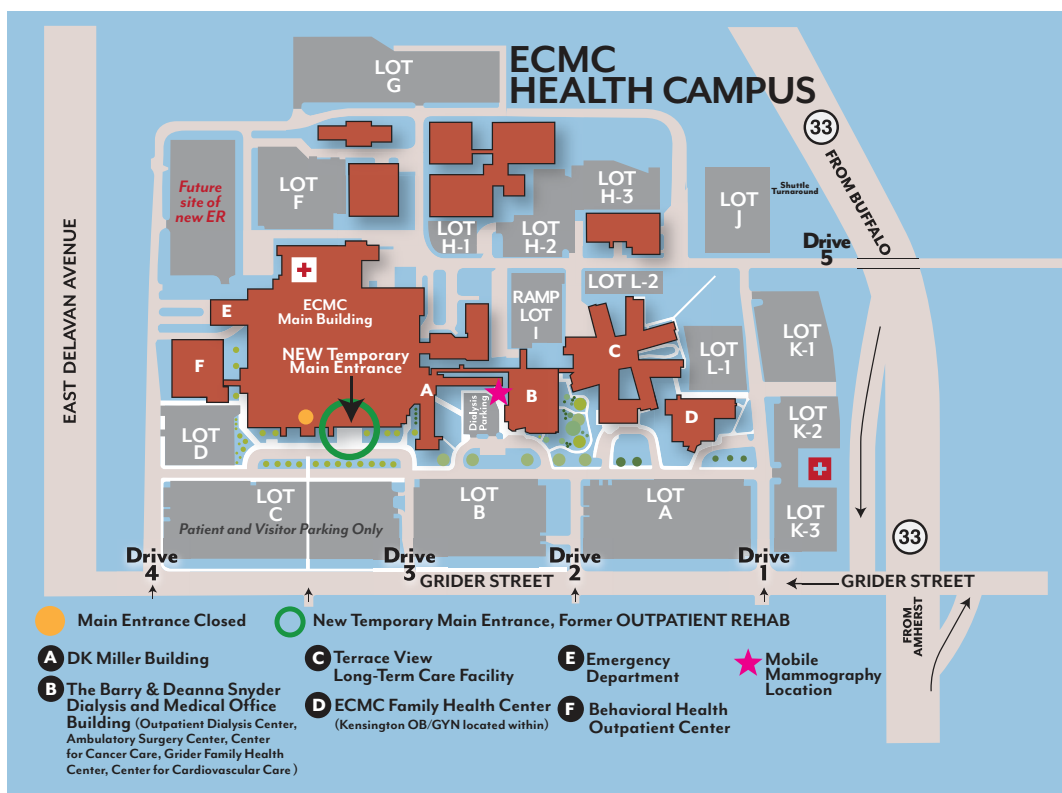 ECMC
HEALTH CAMPUS
LOT
G
33
FROM BUFFALO
Future
site of
new ER
LOT
F
LOT
H-3
LOT
H-1
LOT
H-2
LOT
J
Shuttle
Turnaround
Drive
5
EAST DELAVAN AVENUE
E
ECMC
Main Building
RAMP
LOT
I
LOT L-2
LOT
K-1
F
NEW Temporary
Main Entrance
A
Dialysis
Parking
B
C
LOT
L-1
D
LOT
K-2
LOT
D
LOT
C
Patient and Visitor Parking Only
LOT
B
LOT
A
LOT
K-3
33
Drive
4
Drive
3
Drive
2
Drive
1
GRIDER STREET
GRIDER STREET
FROM
AMHERST
Main Entrance Closed
New Temporary Main Entrance, Former OUTPATIENT REHAB
A DK Miller Building
B The Barry & Deanna Snyder
Dialysis and Medical Office
Building (Outpatient Dialysis Center,
Ambulatory Surgery Center, Center
for Cancer Care, Grider Family Health
Center, Center for Cardiovascular Care)
C Terrace View
Long-Term Care Facility
D ECMC Family Health Center
(Kensington OB/GYN located within)
E Emergency
Department
F Behavioral Health
Outpatient Center
Mobile
Mammography
Location